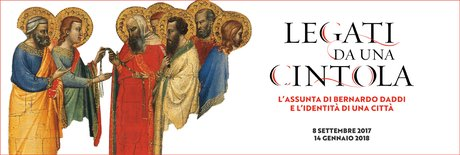 LEGATI
DA UNA
CINTOLA
L'ASSUNTA DI BERNARDO DADDI
E L'IDENTITÀ DI UNA CITTÀ
8 SETTEMBRE 2017
14 GENNAIO 2018